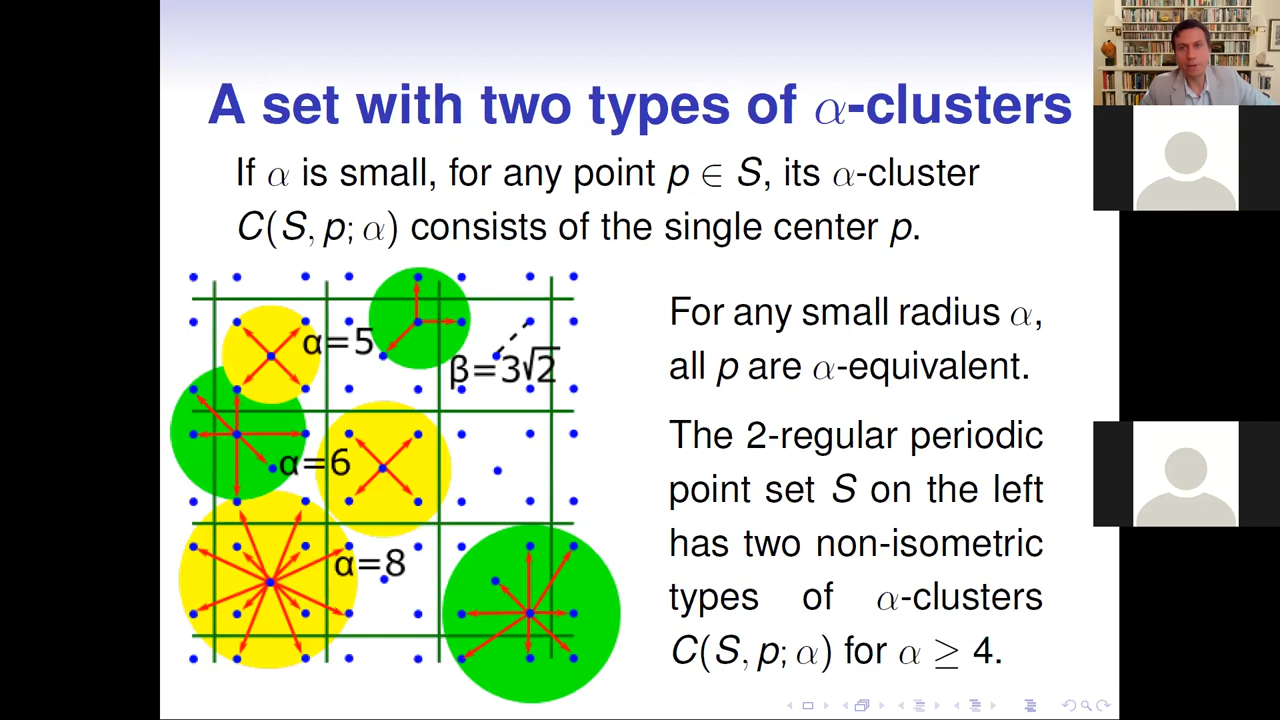 A set with two types of α-clusters
If α is small, for any point p ∈ S, its α-cluster
C(S, p; α) consists of the single center p.
α=5
β=3√2
α=6
α=8
For any small radius α,
all p are α-equivalent.
The 2-regular periodic
point set S on the left
has two non-isometric
types of α-clusters
C(S, p; α) for α ≥ 4.